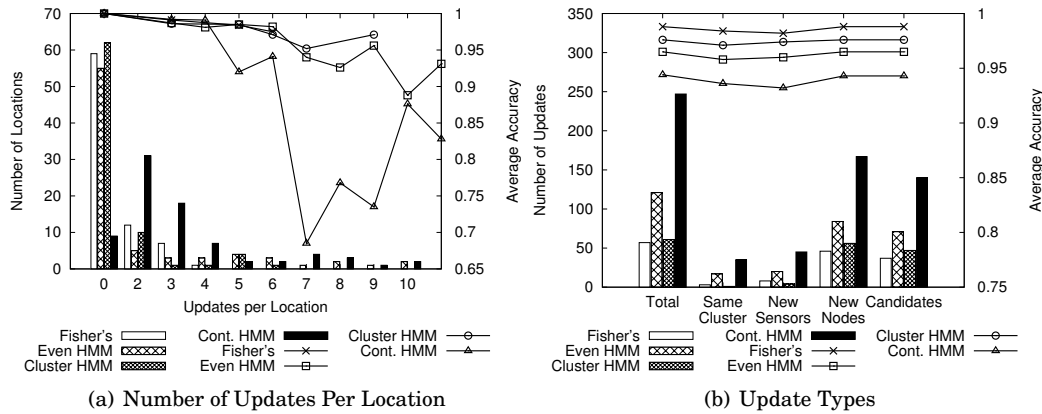 70
60
50
40
30
20
10
0
Number of Locations
1
0.95
0.9
0.85
0.8
0.75
0.7
0.65
Average Accuracy
0 2 3 4 5 6 7 8 9 10
Updates per Location
Fisher's
Even HMM
Cluster HMM
Cont. HMM
Fisher's
Even HMM
Cluster HMM
Cont. HMM
(a) Number of Updates Per Location
350
300
250
200
150
100
50
0
Number of Updates
1
0.95
0.9
0.85
0.8
0.75
Average Accuracy
Total Same Cluster New Sensors New Nodes Candidates
Fisher's
Even HMM
Cluster HMM
Cont. HMM
Fisher's
Even HMM
Cluster HMM
Cont. HMM
(b) Update Types